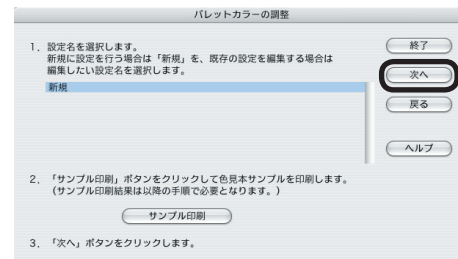 パレットカラーの調整
1. 設定名を選択します。
新規に設定を行う場合は「新規」を、既存の設定を編集する場合は
編集したい設定名を選択します。
新規
終了
次へ
戻る
ヘルプ
2. 「サンプル印刷」ボタンをクリックして色見本サンプルを印刷します。
(サンプル印刷結果は以降の手順で必要となります。)
サンプル印刷
3. 「次へ」ボタンをクリックします。